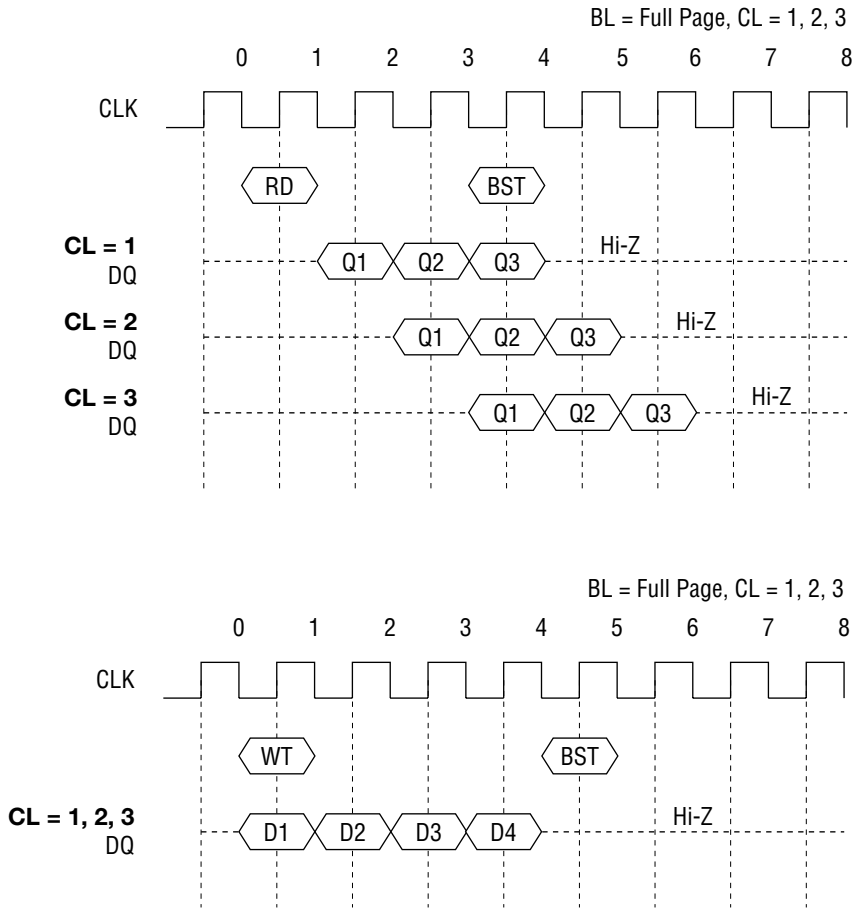 BL = Full Page, CL = 1, 2, 3
0 1 2 3 4 5 6 7 8
CLK
RD BST
CL = 1
DQ
Q1 Q2 Q3 Hi-Z
CL = 2
DQ
Q1 Q2 Q3 Hi-Z
CL = 3
DQ
Q1 Q2 Q3 Hi-Z
BL = Full Page, CL = 1, 2, 3
0 1 2 3 4 5 6 7 8
CLK
WT BST
CL = 1, 2, 3
DQ
D1 D2 D3 D4 Hi-Z